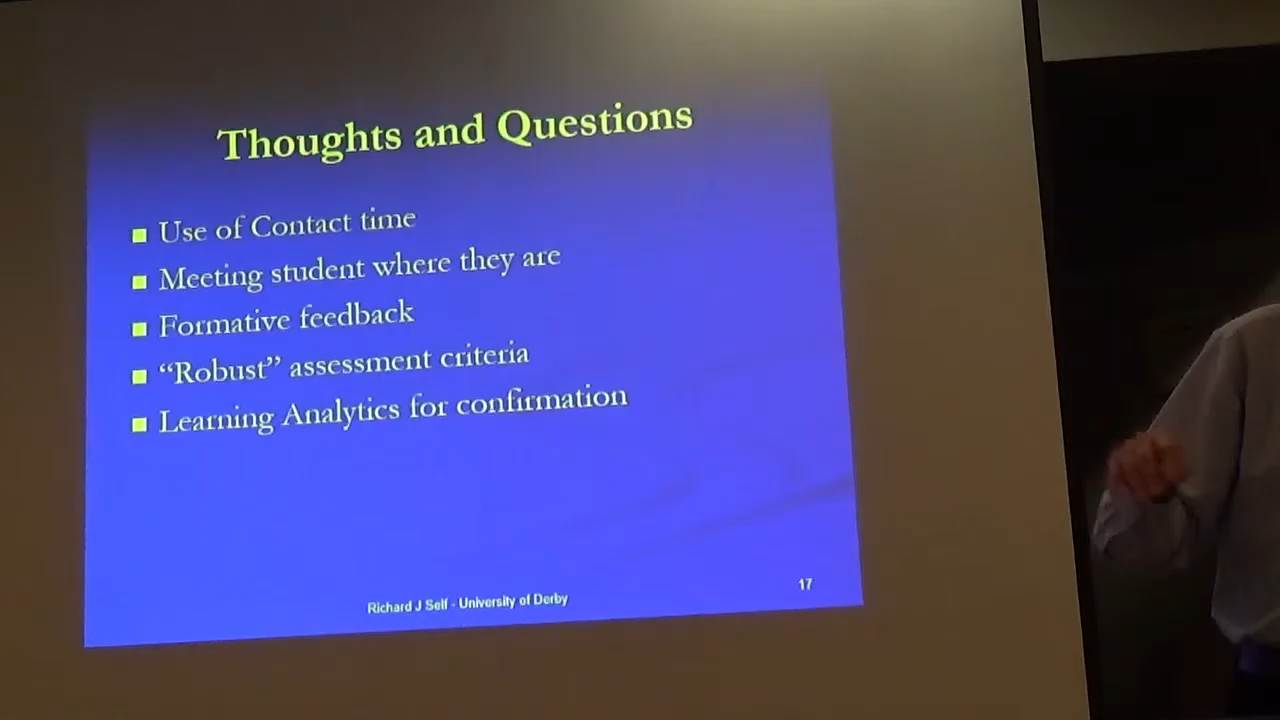 Thoughts and Questions
Use of Contact time
Meeting student where they are
Formative feedback
“Robust” assessment criteria
Learning Analytics for confirmation
Richard J Self - University of Derby
17